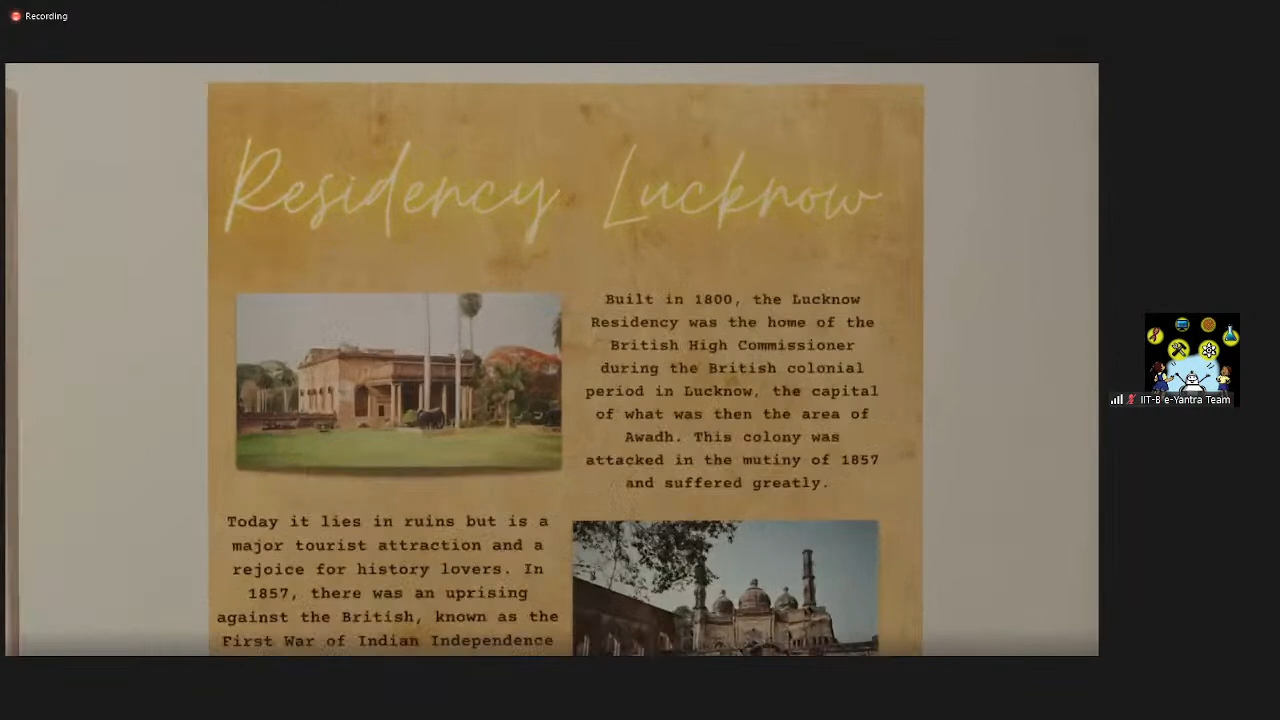 Recording
Residency Lucknow
Built in 1800, the Lucknow
Residency was the home of the
British High Commissioner
during the British colonial
period in Lucknow, the capital
of what was then the area of
Awadh. This colony was
attacked in the mutiny of 1857
and suffered greatly.
Today it lies in ruins but is a
major tourist attraction and a
rejoice for history lovers. In
1857, there was an uprising
against the British, known as the
First War of Indian Independence
IIT-B e-Yantra Team